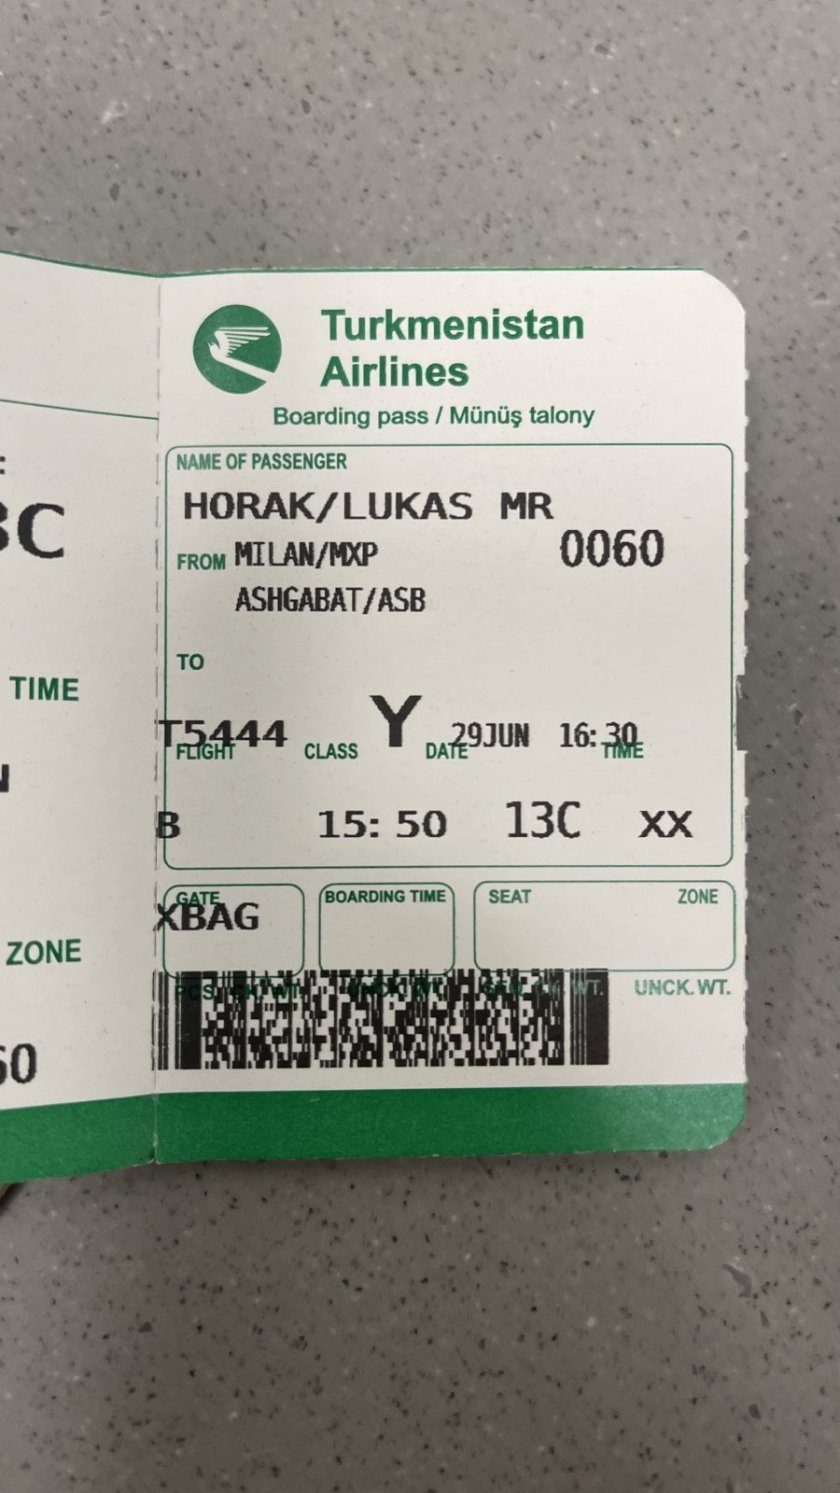 Turkmenistan
Airlines
Boarding pass / Münüş talony
NAME OF PASSENGER
HORAK/LUKAS MR
FROM MILAN/MXP 0060
ASHGABAT/ASB
TO
T5444 Y 29JUN 16:30
FLIGHT CLASS DATE TIME
B 15:50 13C XX
GATE BOARDING TIME SEAT ZONE
XBAG
UNCK.WT.
C
TIME
ZONE